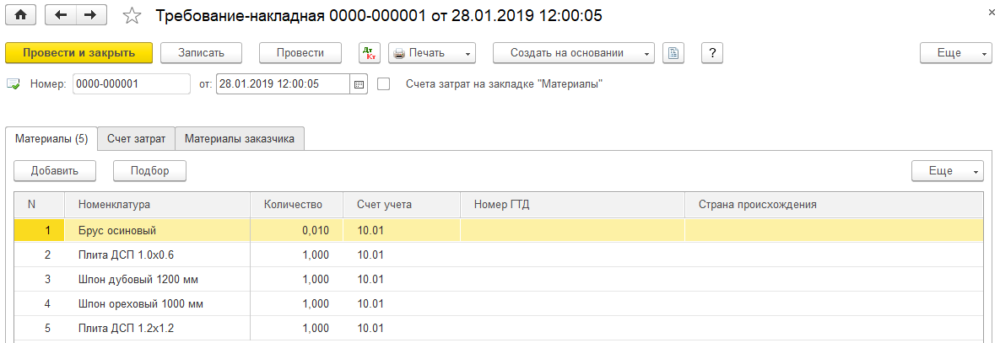 Требование-накладная 0000-000001 от 28.01.2019 12:00:05
Провести и закрыть Записать Провести Дт Кт Печать Создать на основании ? Еще
Номер: 0000-000001 от: 28.01.2019 12:00:05 Счета затрат на закладке "Материалы"
Материалы (5) Счет затрат Материалы заказчика
Добавить Подбор Еще
N Номенклатура Количество Счет учета Номер ГТД Страна происхождения
1 Брус осиновый 0,010 10.01
2 Плита ДСП 1.0x0.6 1,000 10.01
3 Шпон дубовый 1200 мм 1,000 10.01
4 Шпон ореховый 1000 мм 1,000 10.01
5 Плита ДСП 1.2x1.2 1,000 10.01